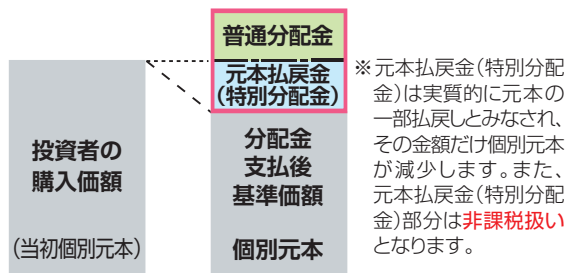 普通分配金
元本払戻金
(特別分配金)
投資者の
購入価額
(当初個別元本)
分配金
支払後
基準価額
個別元本
※元本払戻金(特別分配
金)は実質的に元本の
一部払戻しとみなされ、
その金額だけ個別元本
が減少します。また、
元本払戻金(特別分配
金)部分は非課税扱い
となります。